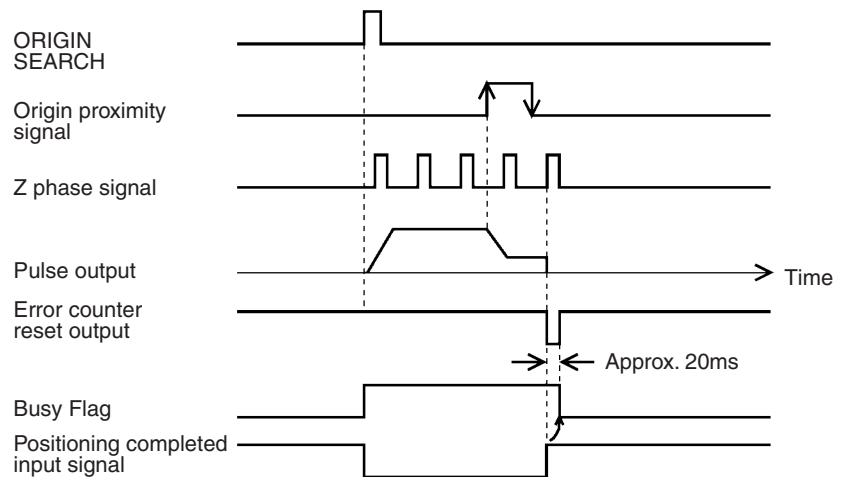 ORIGIN
SEARCH
Origin proximity
signal
Z phase signal
Pulse output
Time
Error counter
reset output
Approx. 20ms
Busy Flag
Positioning completed
input signal